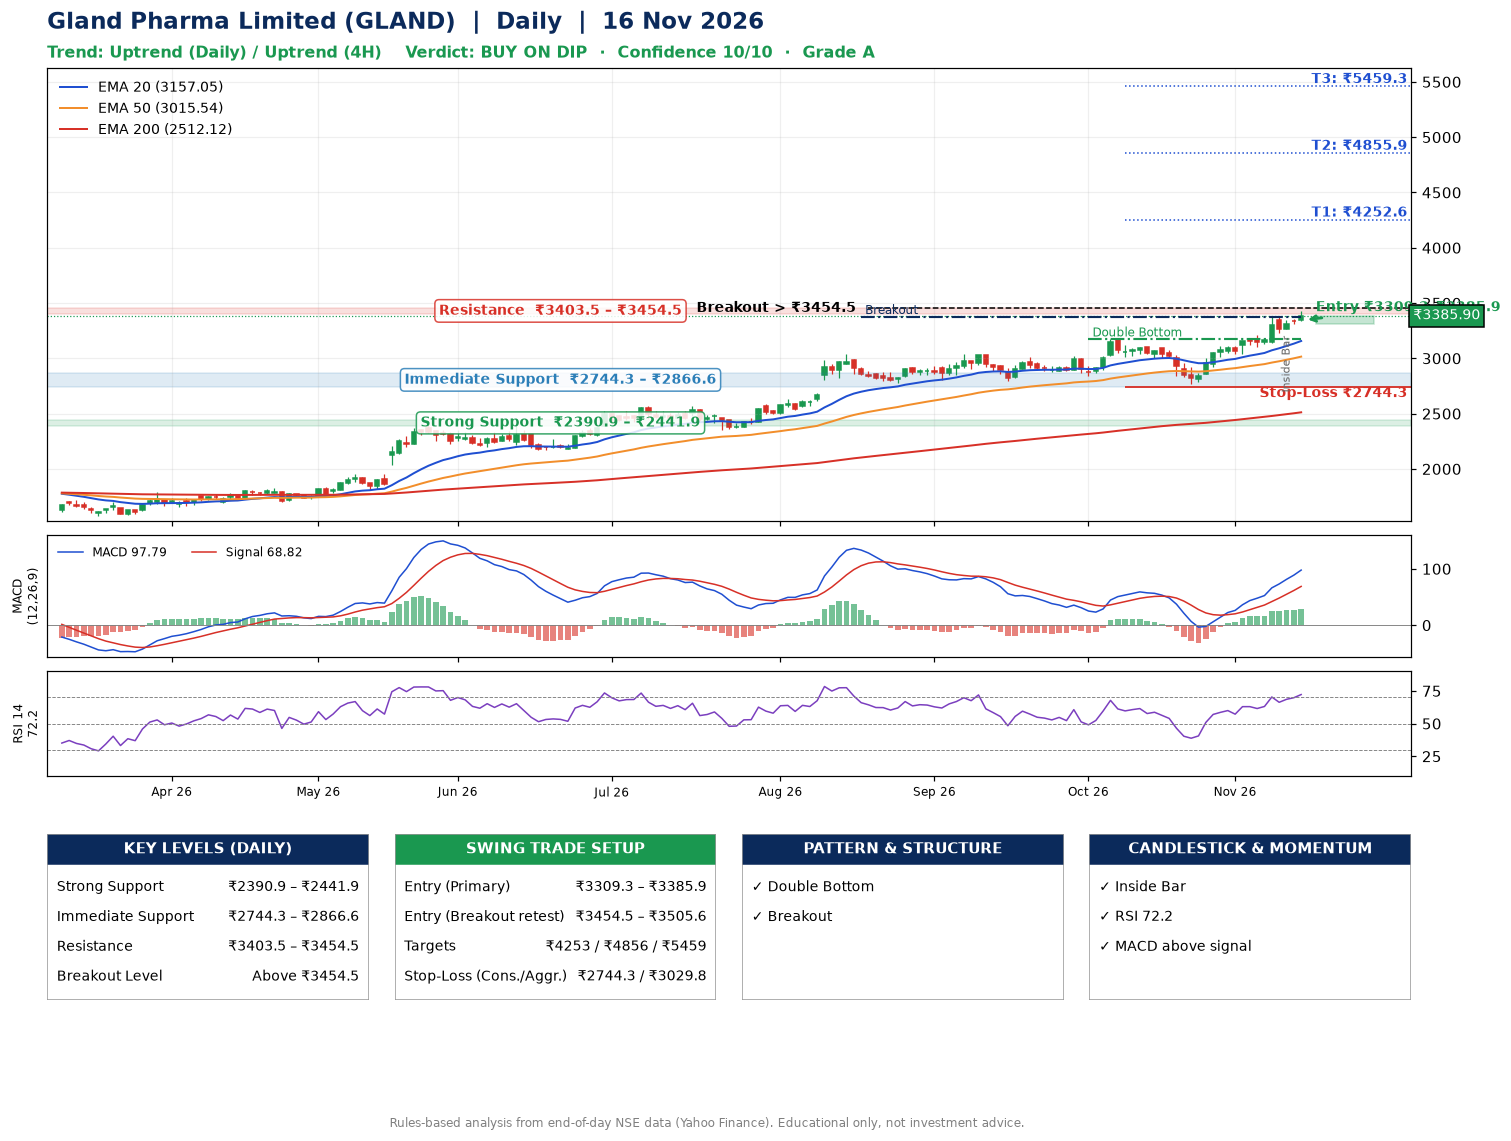 Gland Pharma Limited (GLAND)  |  Daily  |  16 Nov 2026
Trend: Uptrend (Daily) / Uptrend (4H)    Verdict: BUY ON DIP  ·  Confidence 10/10  ·  Grade A
EMA 20 (3157.05)
EMA 50 (3015.54)
EMA 200 (2512.12)
T3: ₹5459.3
T2: ₹4855.9
T1: ₹4252.6
5500
5000
4500
4000
3500
3000
2500
2000
Resistance  ₹3403.5 – ₹3454.5
Breakout > ₹3454.5
Breakout
₹3385.90
Double Bottom
Inside Bar
Immediate Support  ₹2744.3 – ₹2866.6
Stop-Loss ₹2744.3
Strong Support  ₹2390.9 – ₹2441.9
MACD
(12,26,9)
MACD 97.79
Signal 68.82
100
0
RSI 14
72.2
75
50
25
Apr 26
May 26
Jun 26
Jul 26
Aug 26
Sep 26
Oct 26
Nov 26
KEY LEVELS (DAILY)
Strong Support ₹2390.9 – ₹2441.9
Immediate Support ₹2744.3 – ₹2866.6
Resistance ₹3403.5 – ₹3454.5
Breakout Level Above ₹3454.5
SWING TRADE SETUP
Entry (Primary) ₹3309.3 – ₹3385.9
Entry (Breakout retest) ₹3454.5 – ₹3505.6
Targets ₹4253 / ₹4856 / ₹5459
Stop-Loss (Cons./Aggr.) ₹2744.3 / ₹3029.8
PATTERN & STRUCTURE
✓ Double Bottom
✓ Breakout
CANDLESTICK & MOMENTUM
✓ Inside Bar
✓ RSI 72.2
✓ MACD above signal
Rules-based analysis from end-of-day NSE data (Yahoo Finance). Educational only, not investment advice.